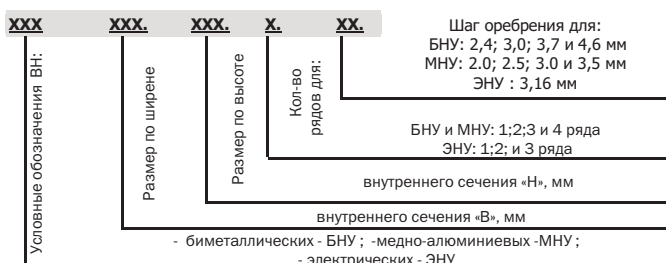 XXX XXX. XXX. X. XX.
Шаг оребрения для:
БНУ: 2,4; 3,0; 3,7 и 4,6 мм
МНУ: 2.0; 2.5; 3.0 и 3,5 мм
ЭНУ : 3,16 мм
Кол-во
рядов для:
БНУ и МНУ: 1;2;3 и 4 ряда
ЭНУ: 1;2; и 3 ряда
Размер по высоте
внутреннего сечения «Н», мм
Размер по ширене
внутреннего сечения «В», мм
Условные обозначения ВН:
- биметаллических - БНУ ; -медно-алюминиевых -МНУ ;
- электрических - ЭНУ